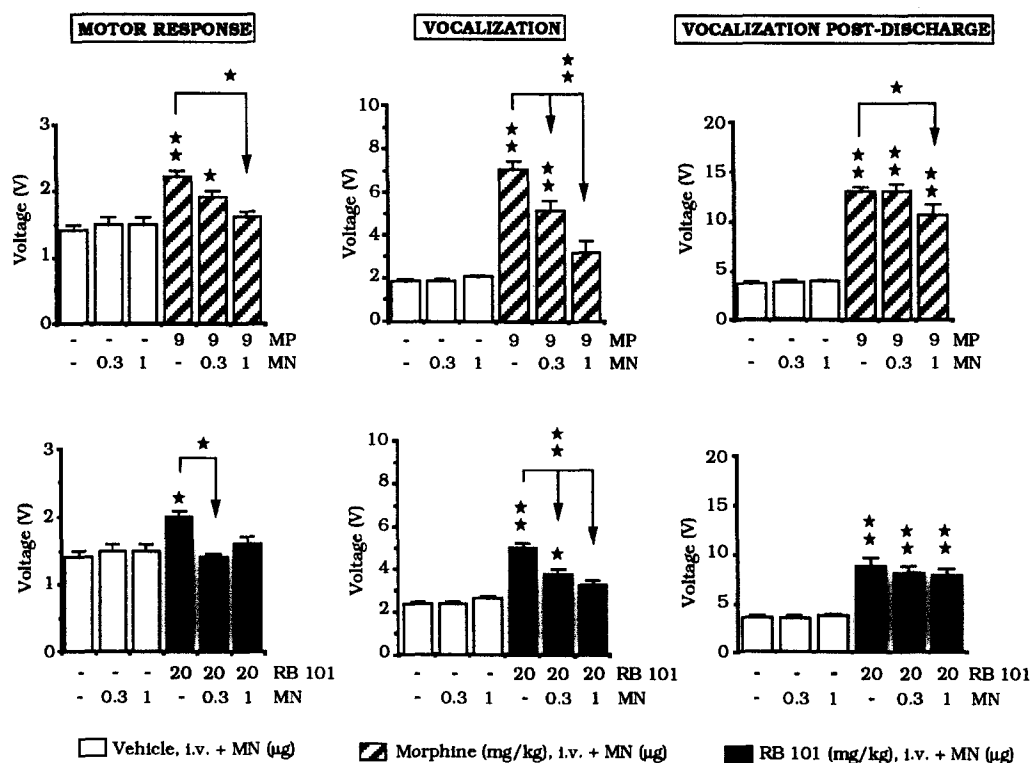 MOTOR RESPONSE
VOCALIZATION
VOCALIZATION POST-DISCHARGE
Voltage (V)
3
2
1
0
- - - 9 9 9 MP
- 0.3 1 - 0.3 1 MN
Voltage (V)
10
8
6
4
2
0
- - - 9 9 9 MP
- 0.3 1 - 0.3 1 MN
Voltage (V)
20
15
10
5
0
- - - 9 9 9 MP
- 0.3 1 - 0.3 1 MN
Voltage (V)
3
2
1
0
- - - 20 20 20 RB 101
- 0.3 1 - 0.3 1 MN
Voltage (V)
10
8
6
4
2
0
- - - 20 20 20 RB 101
- 0.3 1 - 0.3 1 MN
Voltage (V)
20
15
10
5
0
- - - 20 20 20 RB 101
- 0.3 1 - 0.3 1 MN
Vehicle, i.v. + MN (µg)
Morphine (mg/kg), i.v. + MN (µg)
RB 101 (mg/kg), i.v. + MN (µg)